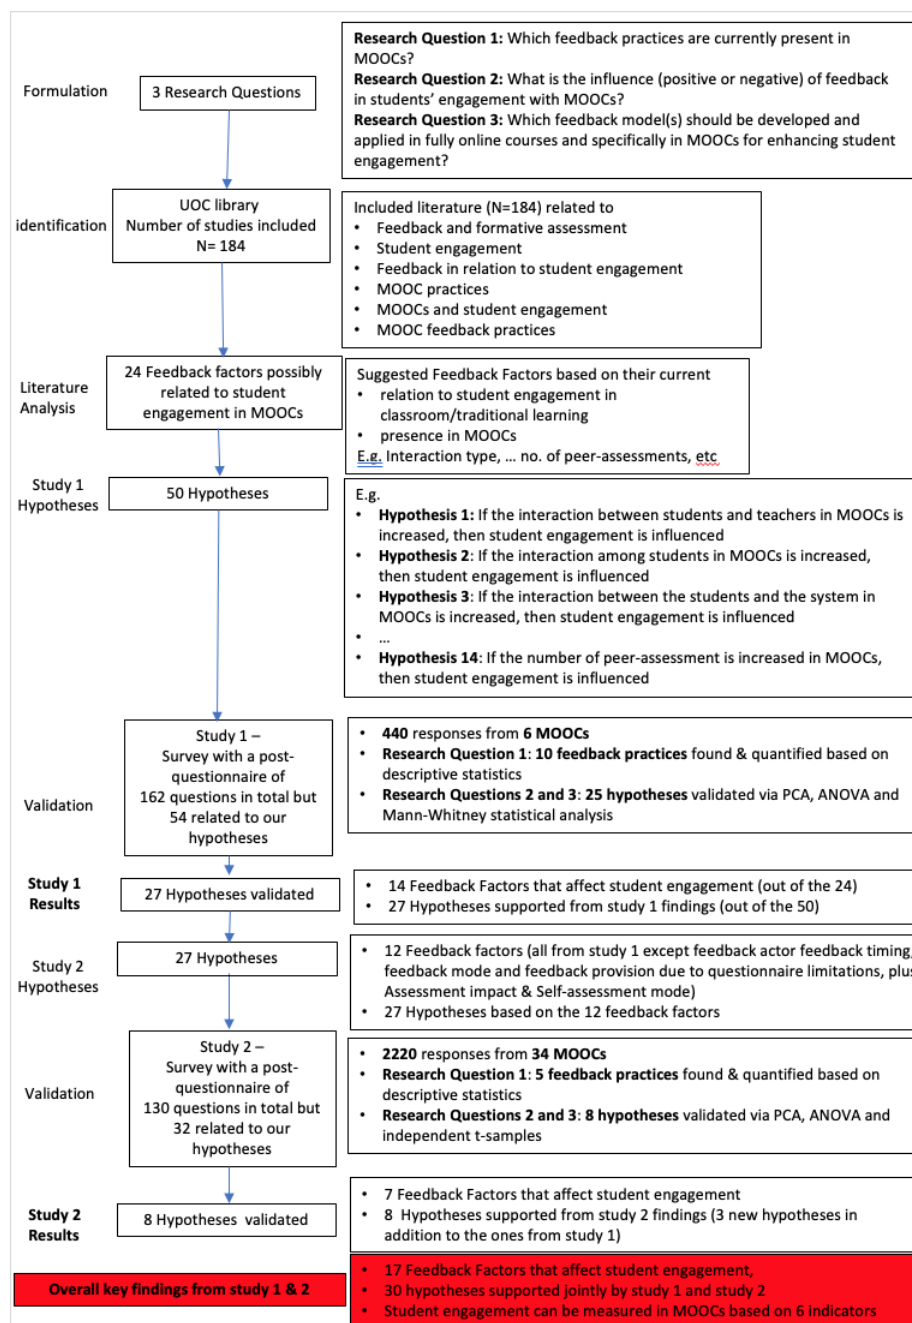 Formulation
3 Research Questions
Research Question 1: Which feedback practices are currently present in
MOOCs?
Research Question 2: What is the influence (positive or negative) of feedback
in students' engagement with MOOCs?
Research Question 3: Which feedback model(s) should be developed and
applied in fully online courses and specifically in MOOCs for enhancing student
engagement?
identification
UOC library
Number of studies included
N= 184
Included literature (N=184) related to
• Feedback and formative assessment
• Student engagement
• Feedback in relation to student engagement
• MOOC practices
• MOOCs and student engagement
• MOOC feedback practices
Literature
Analysis
24 Feedback factors possibly
related to student
engagement in MOOCs
Suggested Feedback Factors based on their current
• relation to student engagement in
classroom/traditional learning
• presence in MOOCs
E.g. Interaction type, ... no. of peer-assessments, etc
Study 1
Hypotheses
50 Hypotheses
E.g.
• Hypothesis 1: If the interaction between students and teachers in MOOCs is
increased, then student engagement is influenced
• Hypothesis 2: If the interaction among students in MOOCs is increased,
then student engagement is influenced
• Hypothesis 3: If the interaction between the students and the system in
MOOCs is increased, then student engagement is influenced
• ...
• Hypothesis 14: If the number of peer-assessment is increased in MOOCs,
then student engagement is influenced
Validation
Study 1 –
Survey with a post-
questionnaire of
162 questions in total but
54 related to our
hypotheses
• 440 responses from 6 MOOCs
• Research Question 1: 10 feedback practices found & quantified based on
descriptive statistics
• Research Questions 2 and 3: 25 hypotheses validated via PCA, ANOVA and
Mann-Whitney statistical analysis
Study 1
Results
27 Hypotheses validated
• 14 Feedback Factors that affect student engagement (out of the 24)
• 27 Hypotheses supported from study 1 findings (out of the 50)
Study 2
Hypotheses
27 Hypotheses
• 12 Feedback factors (all from study 1 except feedback actor feedback timing,
feedback mode and feedback provision due to questionnaire limitations, plus
Assessment impact & Self-assessment mode)
• 27 Hypotheses based on the 12 feedback factors
Validation
Study 2 –
Survey with a post-
questionnaire of
130 questions in total but
32 related to our
hypotheses
• 2220 responses from 34 MOOCs
• Research Question 1: 5 feedback practices found & quantified based on
descriptive statistics
• Research Questions 2 and 3: 8 hypotheses validated via PCA, ANOVA and
independent t-samples
Study 2
Results
8 Hypotheses validated
• 7 Feedback Factors that affect student engagement
• 8 Hypotheses supported from study 2 findings (3 new hypotheses in
addition to the ones from study 1)
Overall key findings from study 1 & 2
• 17 Feedback Factors that affect student engagement,
• 30 hypotheses supported jointly by study 1 and study 2
• Student engagement can be measured in MOOCs based on 6 indicators